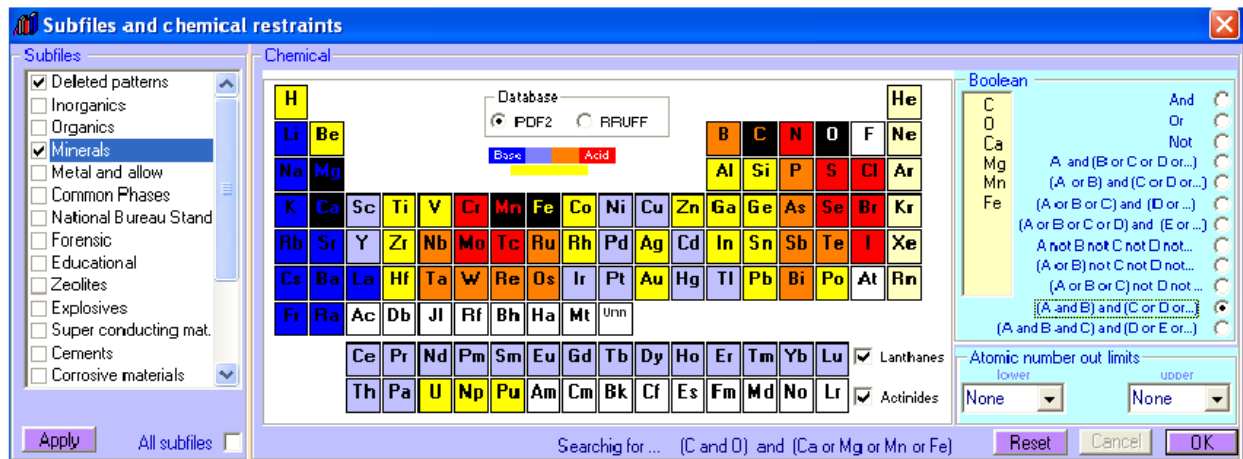 Subfiles and chemical restraints
Subfiles
Deleted patterns
Inorganics
Organics
Minerals
Metal and allow
Common Phases
National Bureau Stand
Forensic
Educational
Zeolites
Explosives
Super conducting mat.
Cements
Corrosive materials
Apply
All subfiles
Chemical
Database
PDF2 RRUFF
Base Acid
H He
Li Be B C N O F Ne
Na Mg Al Si P S Cl Ar
K Ca Sc Ti V Cr Mn Fe Co Ni Cu Zn Ga Ge As Se Br Kr
Rb Sr Y Zr Nb Mo Tc Ru Rh Pd Ag Cd In Sn Sb Te I Xe
Cs Ba La Hf Ta W Re Os Ir Pt Au Hg Tl Pb Bi Po At Rn
Fr Ra Ac Db Jl Rf Bh Ha Mt Unn
Ce Pr Nd Pm Sm Eu Gd Tb Dy Ho Er Tm Yb Lu Lanthanes
Th Pa U Np Pu Am Cm Bk Cf Es Fm Md No Lr Actinides
Searchig for ... (C and O) and (Ca or Mg or Mn or Fe)
Boolean
C
O
Ca
Mg
Mn
Fe
And
Or
Not
A and (B or C or D or...)
(A or B) and (C or D or...)
(A or B or C) and (D or ...)
(A or B or C or D) and (E or ...)
A not B not C not D not...
(A or B) not C not D not...
(A or B or C) not D not ...
(A and B) and (C or D or...)
(A and B and C) and (D or E or...)
Atomic number out limits
lower upper
None None
Reset Cancel OK